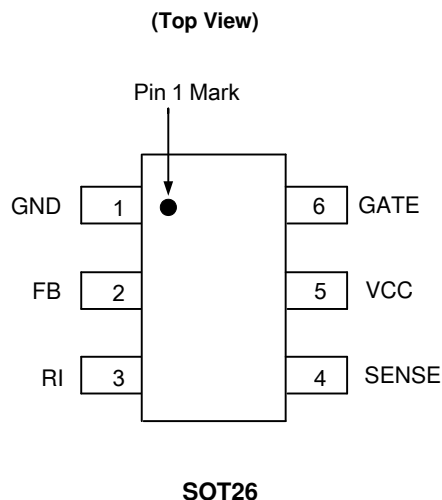 (Top View)
Pin 1 Mark
GND 1 6 GATE
FB 2 5 VCC
RI 3 4 SENSE
SOT26